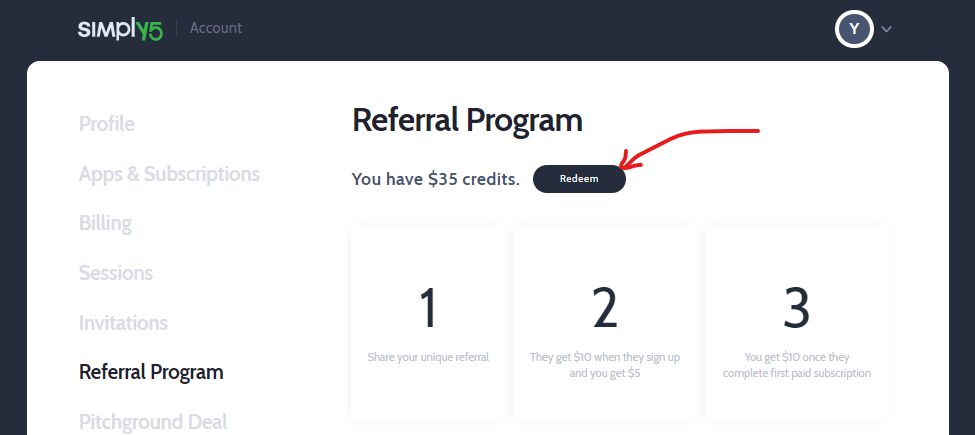 SIMPLY5 Account
Y
Profile
Apps & Subscriptions
Billing
Sessions
Invitations
Referral Program
Pitchground Deal
Referral Program
You have $35 credits.
Redeem
1
Share your unique referral
2
They get $10 when they sign up
and you get $5
3
You get $10 once they
complete first paid subscription